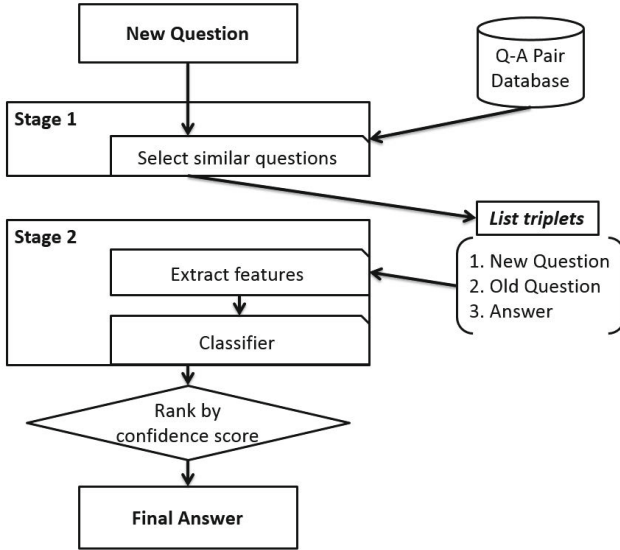 New Question
Q-A Pair
Database
Stage 1
Select similar questions
List triplets
Stage 2
1. New Question
2. Old Question
3. Answer
Extract features
Classifier
Rank by
confidence score
Final Answer